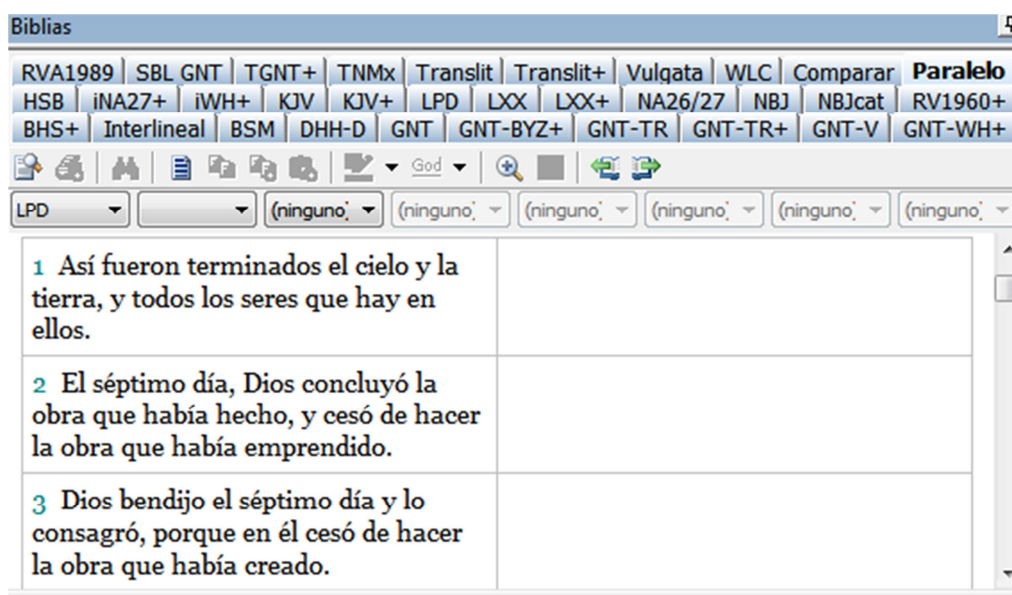 Biblias
RVA1989 SBL GNT TGNT+ TNMx Translit Translit+ Vulgata WLC Comparar Paralelo
HSB iNA27+ iWH+ KJV KJV+ LPD LXX LXX+ NA26/27 NBJ NBJcat RV1960+
BHS+ Interlineal BSM DHH-D GNT GNT-BYZ+ GNT-TR GNT-TR+ GNT-V GNT-WH+
God
LPD (ninguno) (ninguno) (ninguno) (ninguno) (ninguno) (ninguno)
1 Así fueron terminados el cielo y la
tierra, y todos los seres que hay en
ellos.
2 El séptimo día, Dios concluyó la
obra que había hecho, y cesó de hacer
la obra que había emprendido.
3 Dios bendijo el séptimo día y lo
consagró, porque en él cesó de hacer
la obra que había creado.